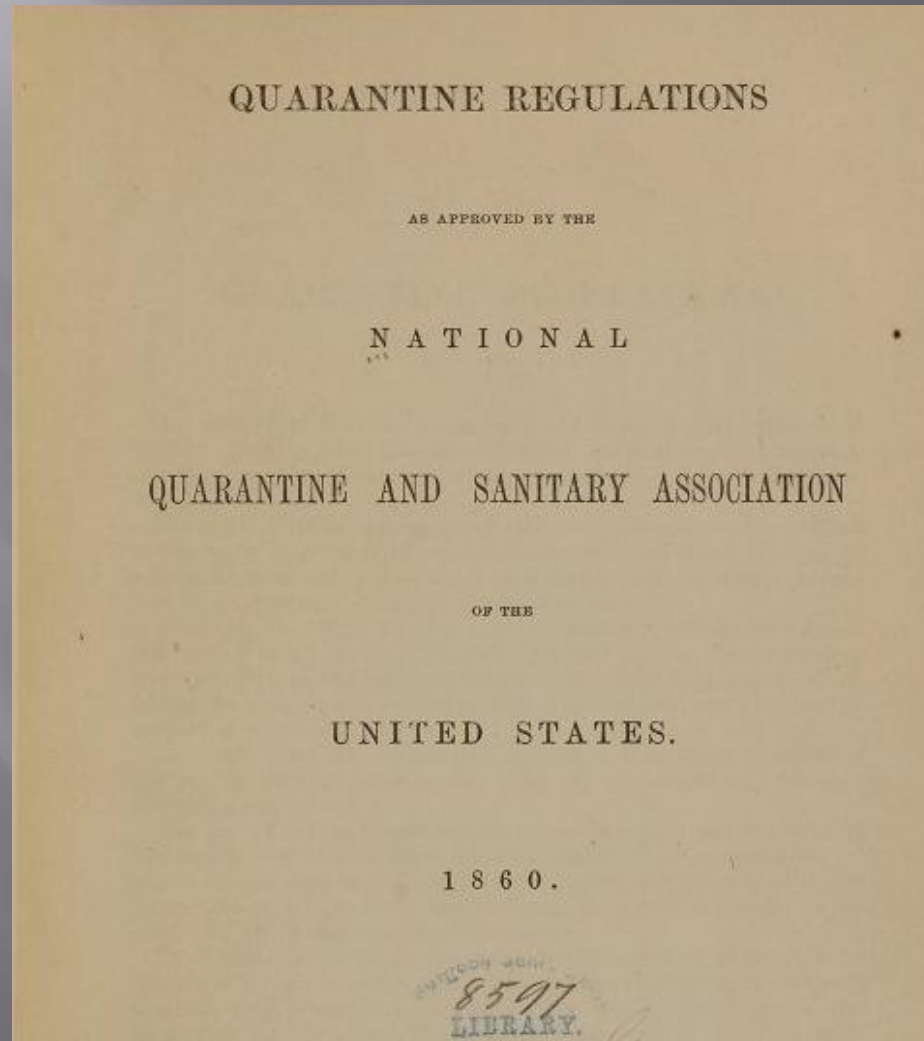 QUARANTINE REGULATIONS
AS APPROVED BY THE
NATIONAL
QUARANTINE AND SANITARY ASSOCIATION
OF THE
UNITED STATES.
1860.
8597
LIBRARY.